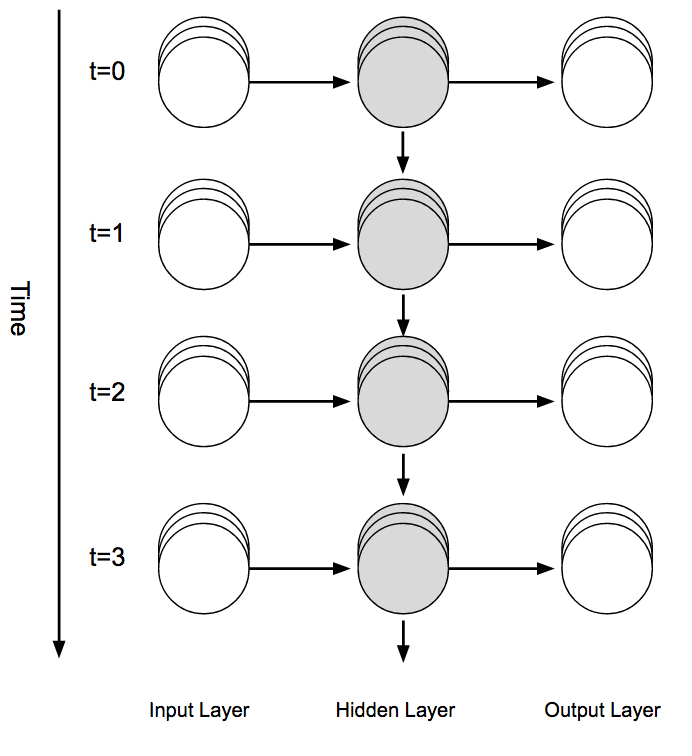 t=0
t=1
Time
t=2
t=3
Input Layer
Hidden Layer
Output Layer